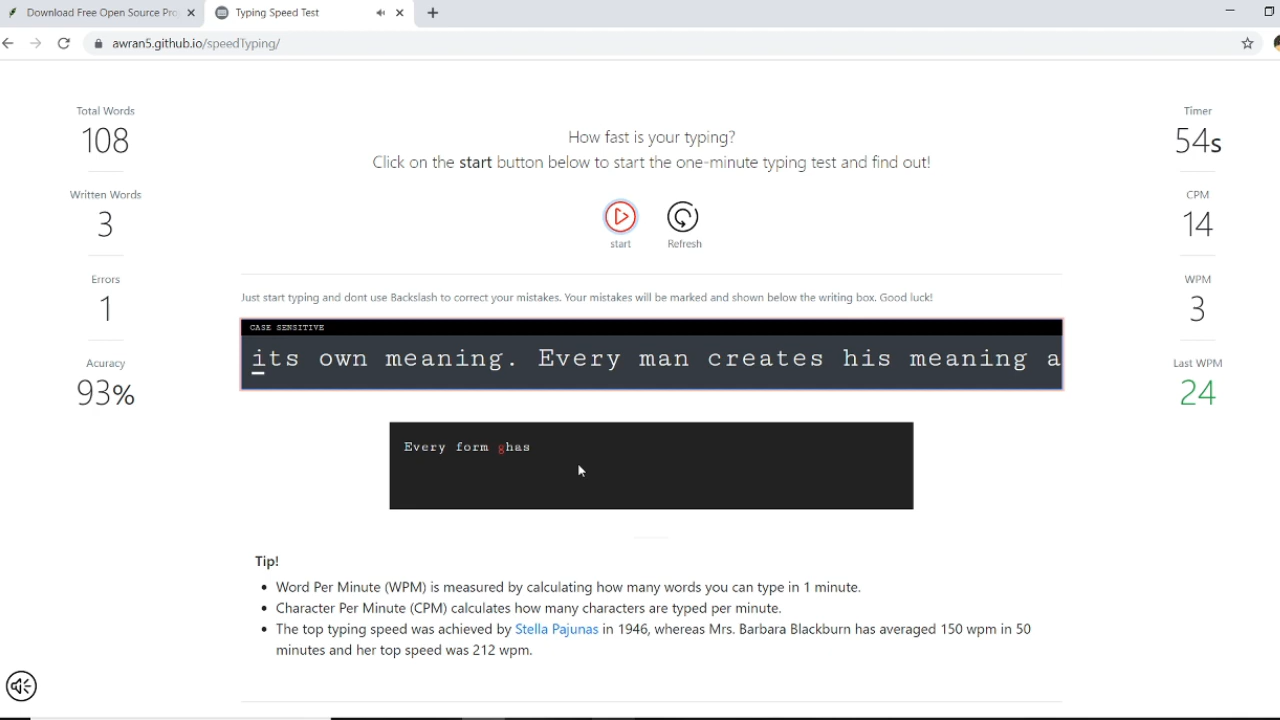 Download Free Open Source Pro
Typing Speed Test
awran5.github.io/speedTyping/
Total Words
108
Written Words
3
Errors
1
Acuracy
93%
How fast is your typing?
Click on the start button below to start the one-minute typing test and find out!
start
Refresh
Timer
54s
CPM
14
WPM
3
Last WPM
24
Just start typing and dont use Backslash to correct your mistakes. Your mistakes will be marked and shown below the writing box. Good luck!
CASE SENSITIVE
its own meaning. Every man creates his meaning a
Every form ghas
Tip!
Word Per Minute (WPM) is measured by calculating how many words you can type in 1 minute.
Character Per Minute (CPM) calculates how many characters are typed per minute.
The top typing speed was achieved by Stella Pajunas in 1946, whereas Mrs. Barbara Blackburn has averaged 150 wpm in 50
minutes and her top speed was 212 wpm.